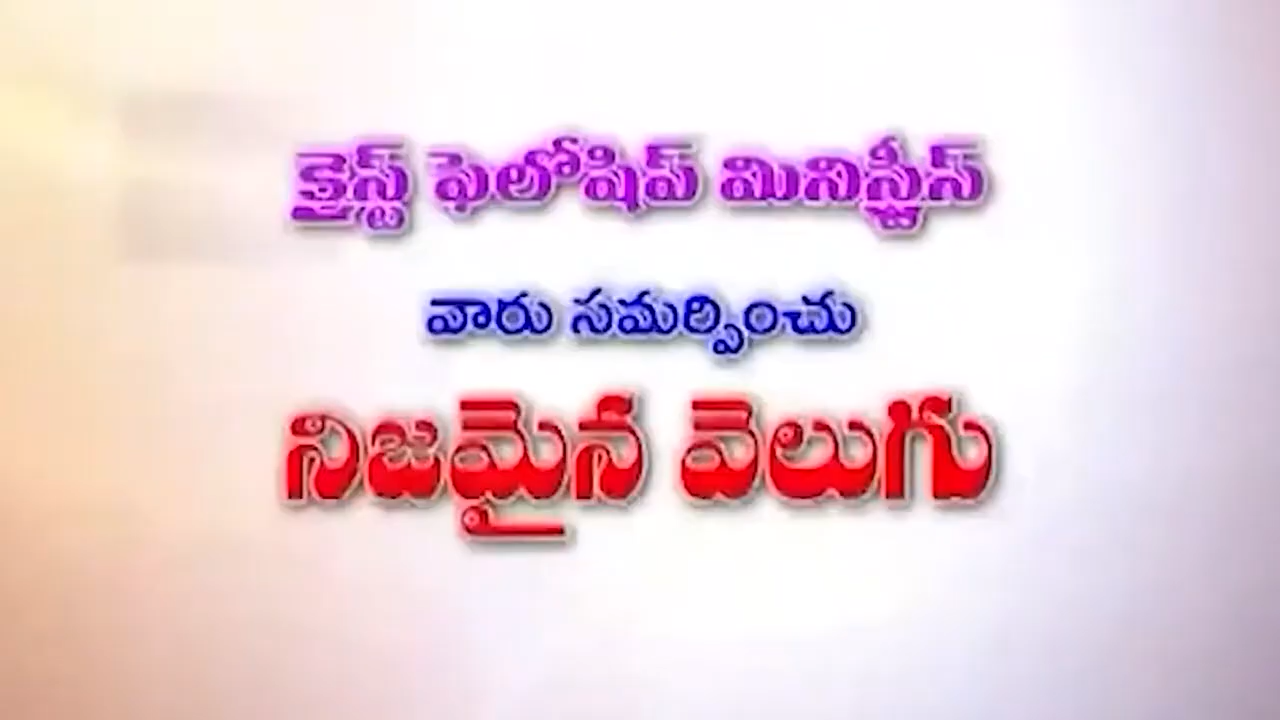 క్రైస్ట్ ఫెలోషిప్ మినిస్ట్రీస్
వారు సమర్పించు
నిజమైన వెలుగు